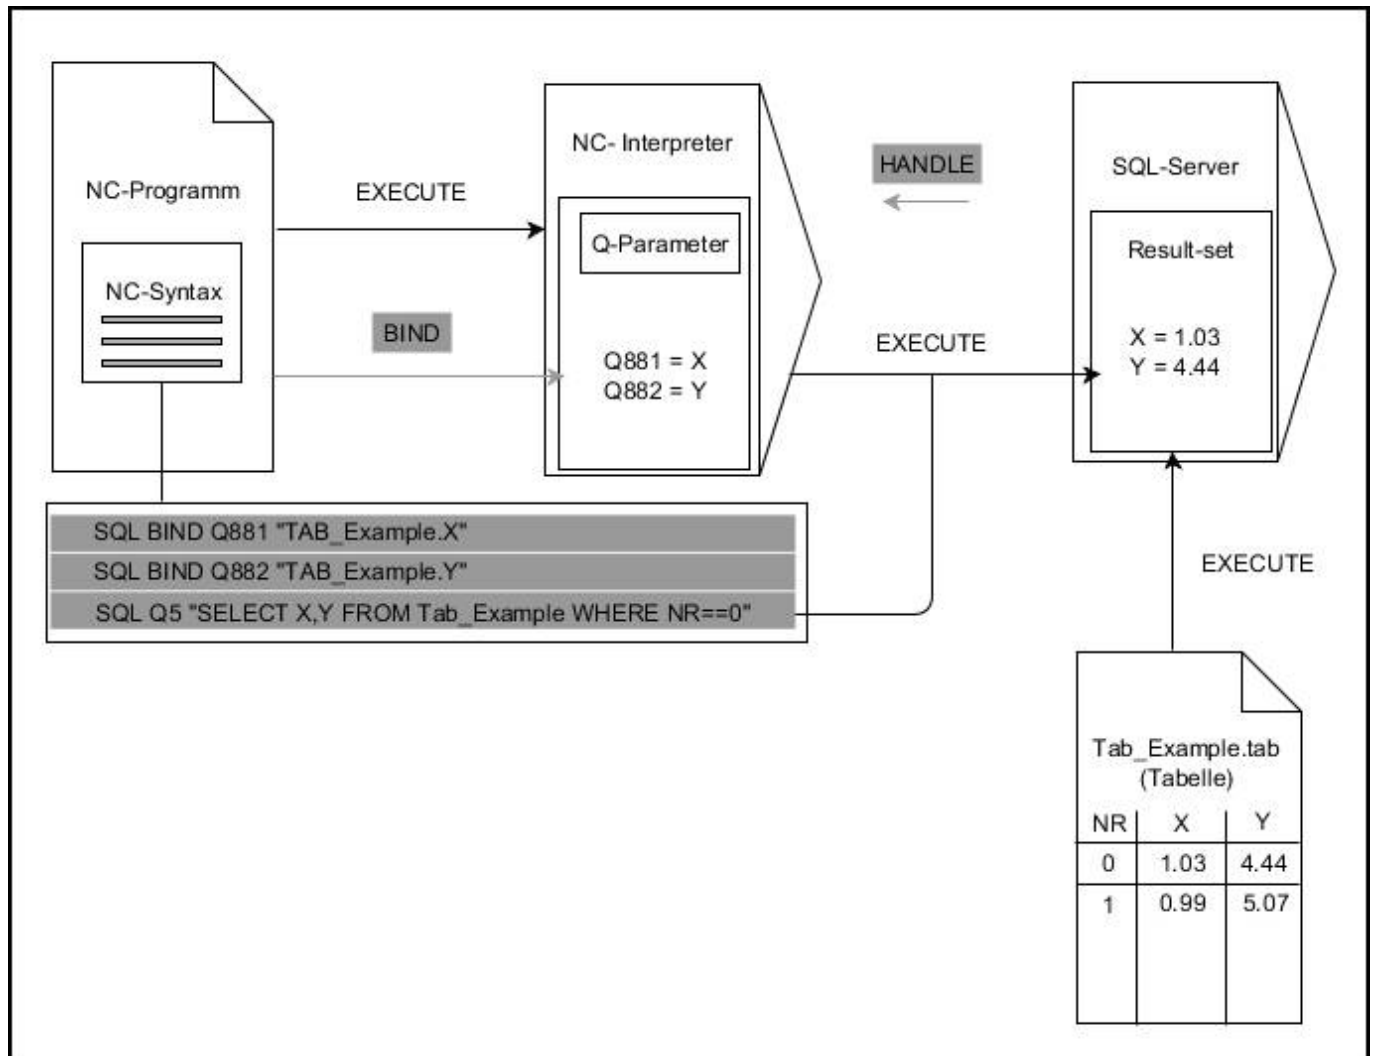 NC-Programm
NC-Syntax
EXECUTE
BIND
NC- Interpreter
Q-Parameter
Q881 = X
Q882 = Y
HANDLE
EXECUTE
SQL-Server
Result-set
X = 1.03
Y = 4.44
SQL BIND Q881 "TAB_Example.X"
SQL BIND Q882 "TAB_Example.Y"
SQL Q5 "SELECT X,Y FROM Tab_Example WHERE NR==0"
EXECUTE
Tab_Example.tab
(Tabelle)
NR X Y
0 1.03 4.44
1 0.99 5.07